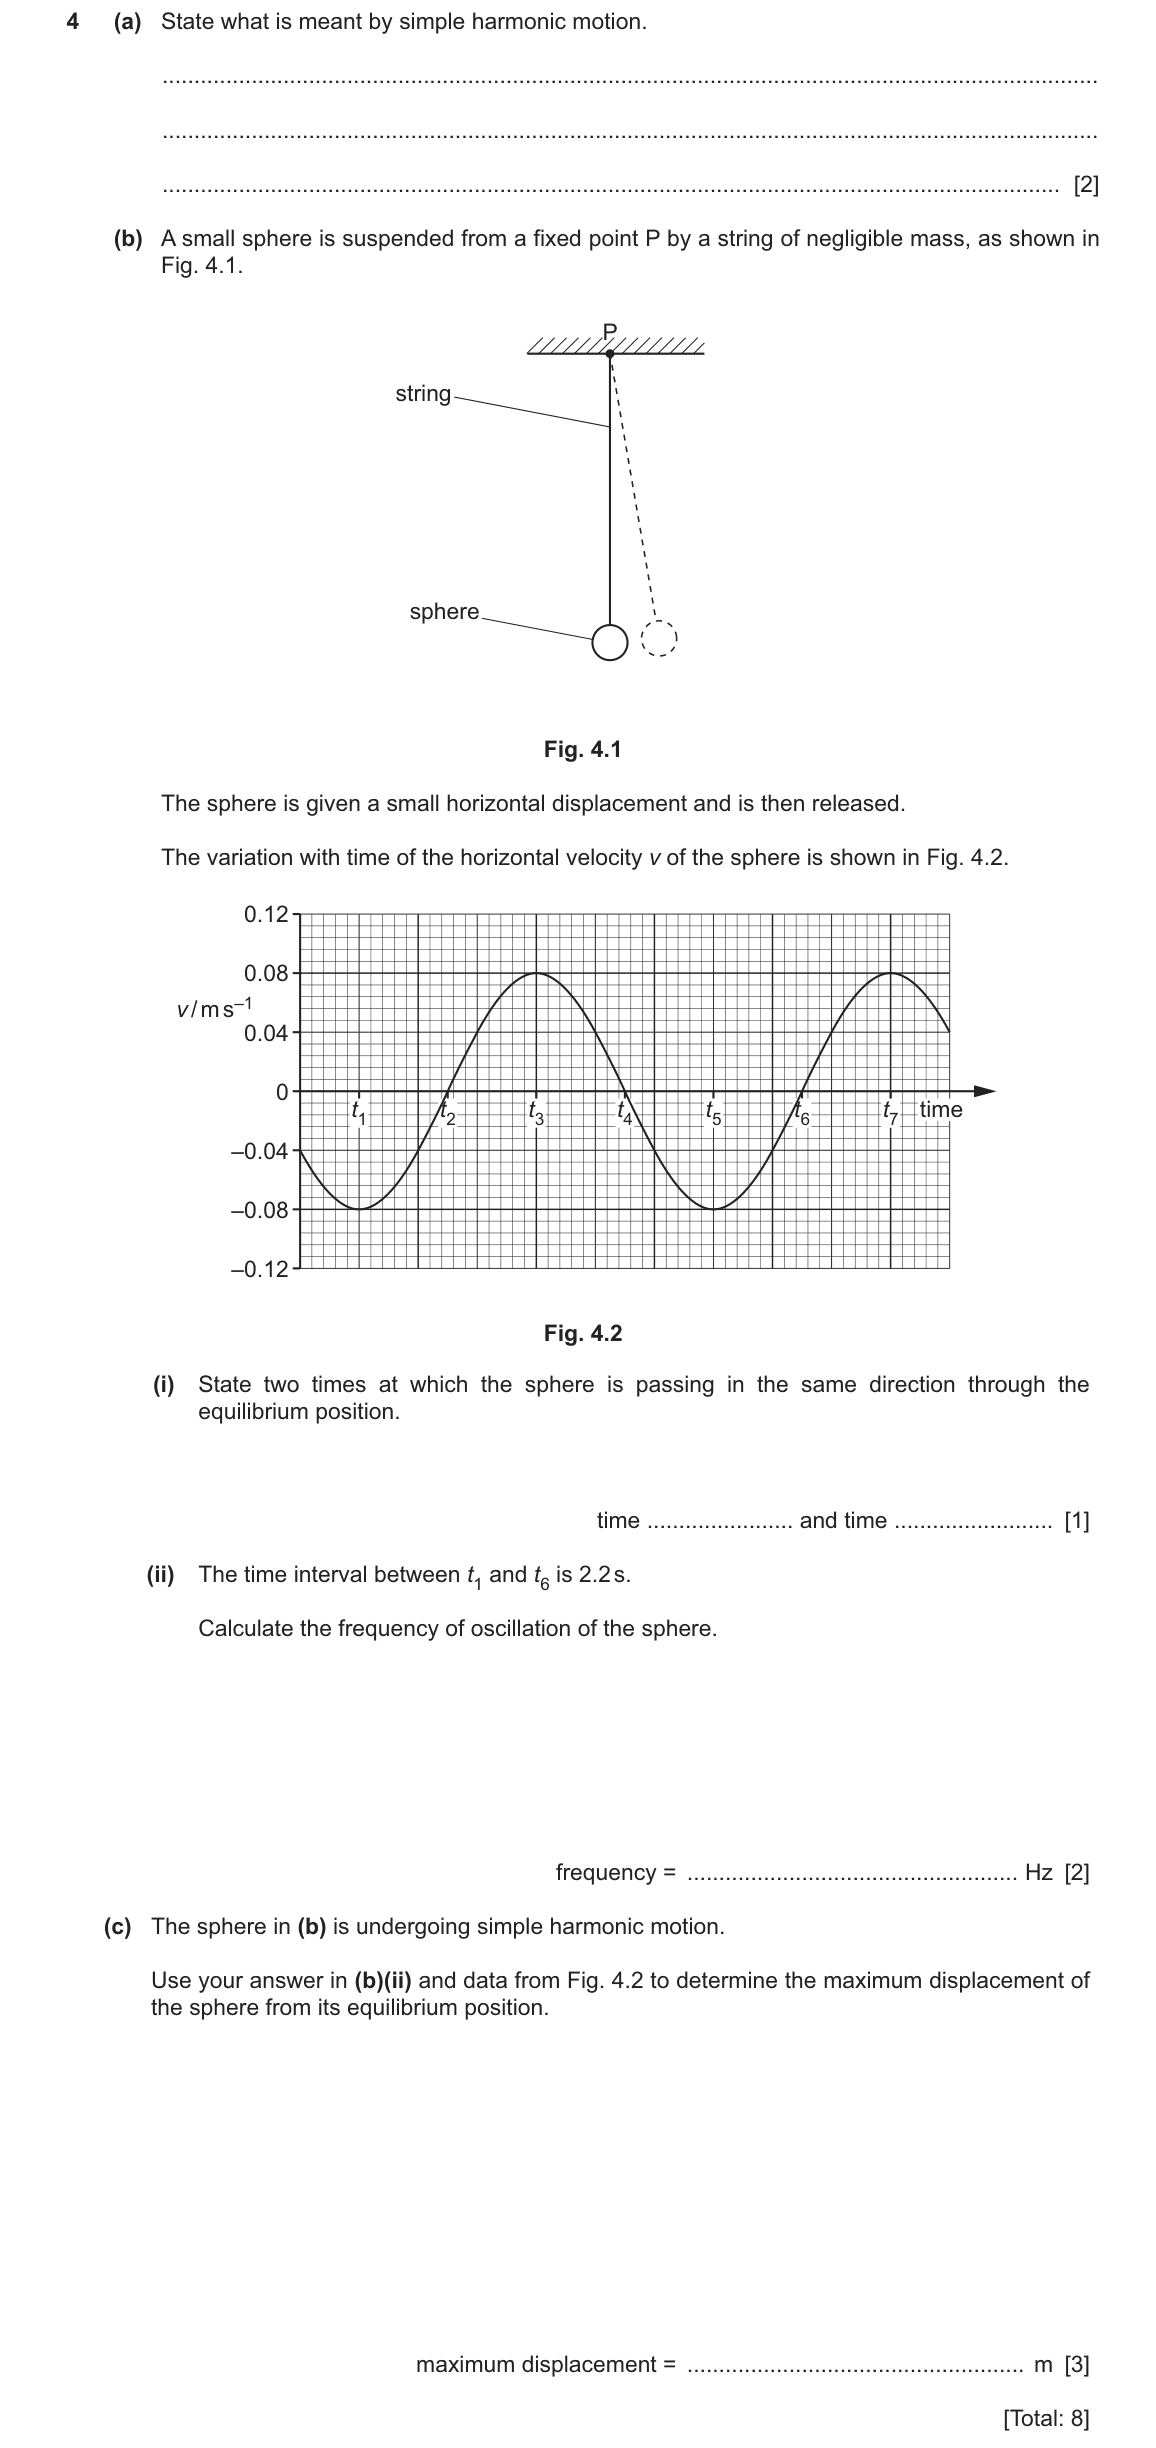 4 (a) State what is meant by simple harmonic motion.
..........
..........
.......... [2]
(b) A small sphere is suspended from a fixed point P by a string of negligible mass, as shown in
Fig. 4.1.
P
string
sphere
Fig. 4.1
The sphere is given a small horizontal displacement and is then released.
The variation with time of the horizontal velocity v of the sphere is shown in Fig. 4.2.
0.12
0.08
v / m s⁻¹
0.04
0
t₁ t₂ t₃ t₄ t₅ t₆ t₇ time
–0.04
–0.08
–0.12
Fig. 4.2
(i) State two times at which the sphere is passing in the same direction through the
equilibrium position.
time .......... and time .......... [1]
(ii) The time interval between t₁ and t₆ is 2.2 s.
Calculate the frequency of oscillation of the sphere.
frequency = .......... Hz [2]
(c) The sphere in (b) is undergoing simple harmonic motion.
Use your answer in (b)(ii) and data from Fig. 4.2 to determine the maximum displacement of
the sphere from its equilibrium position.
maximum displacement = .......... m [3]
[Total: 8]